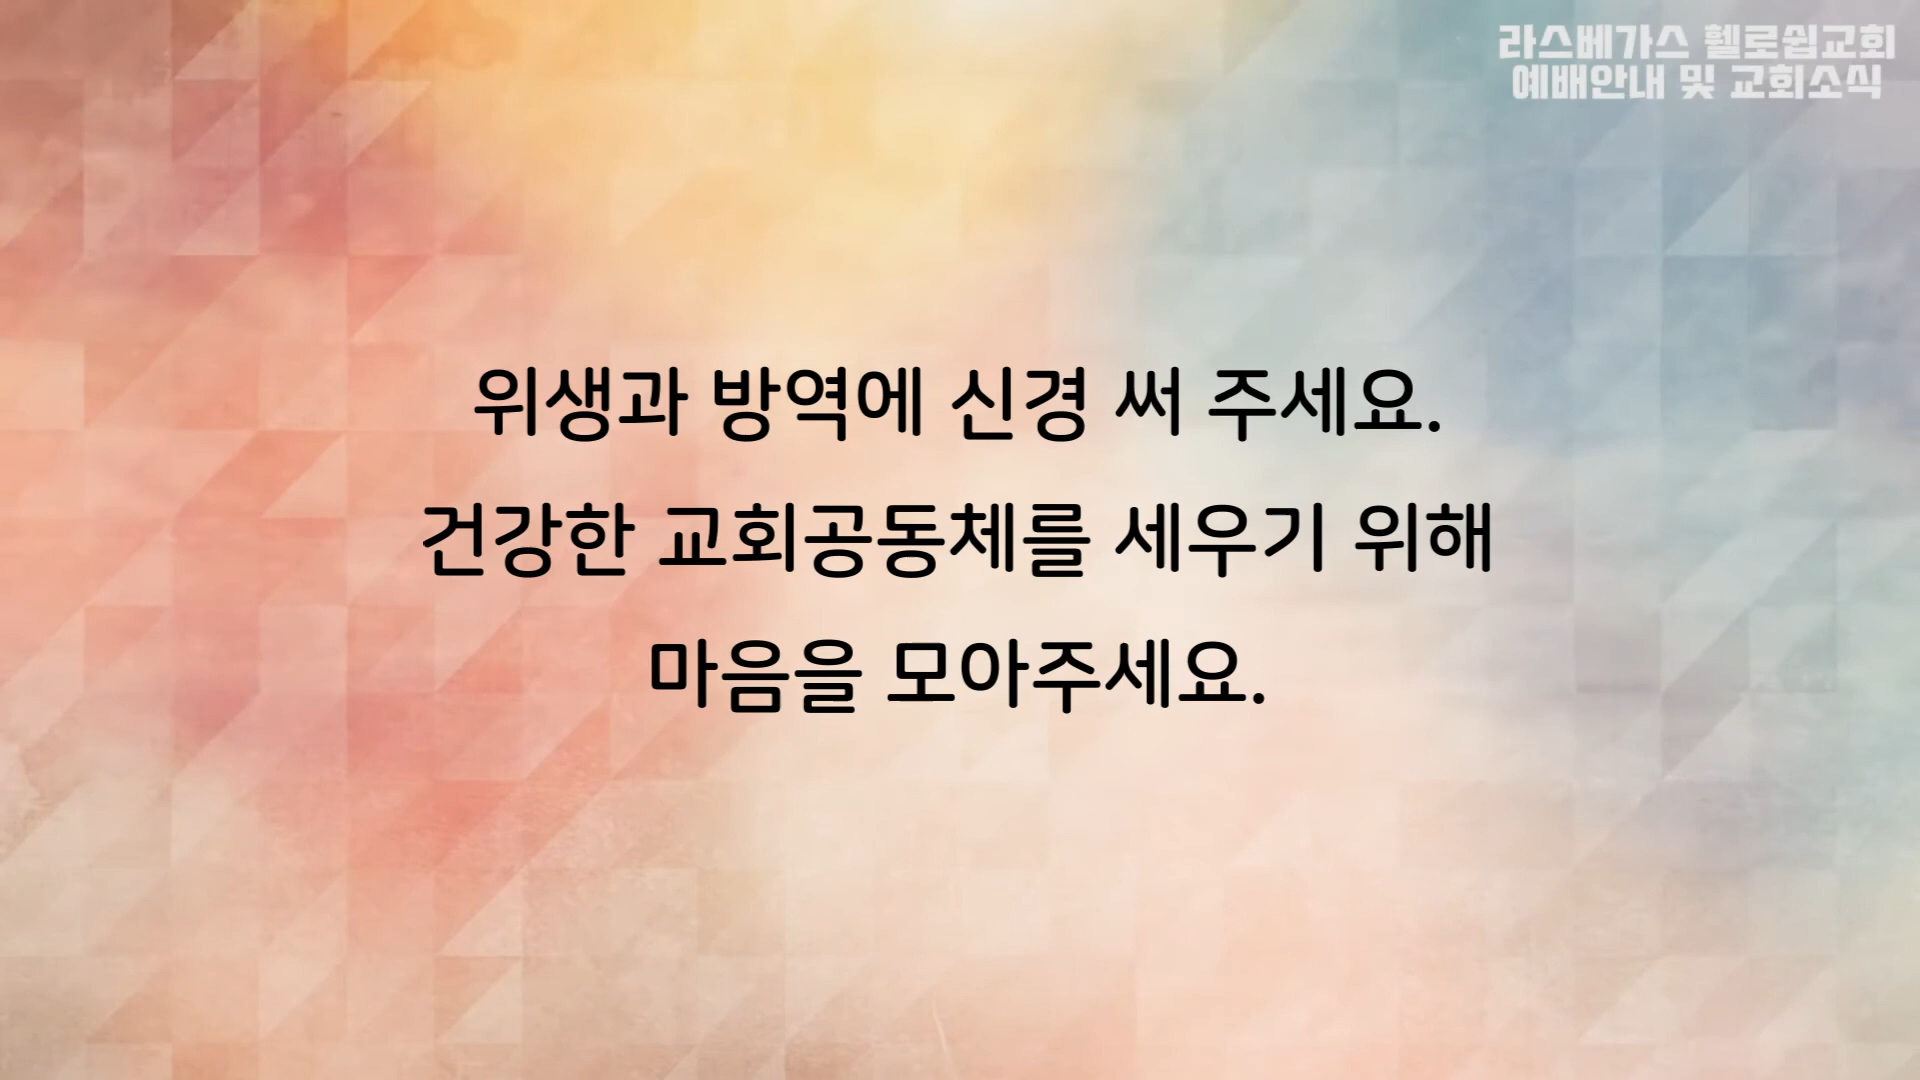 라스베가스 헬로쉽교회
예배안내 및 교회소식
위생과 방역에 신경 써 주세요.
건강한 교회공동체를 세우기 위해
마음을 모아주세요.